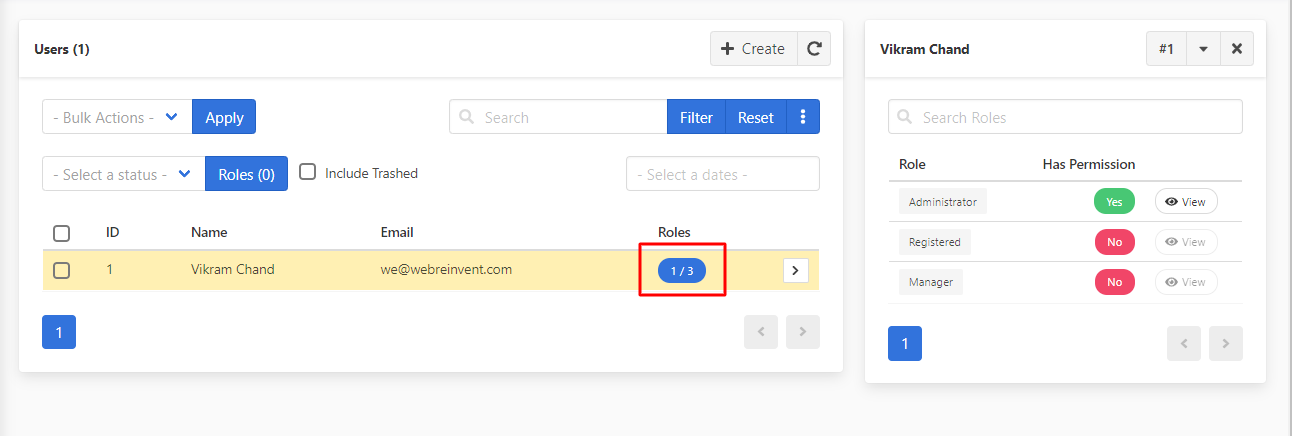 Users (1)
Create
- Bulk Actions -
Apply
Search
Filter
Reset
- Select a status -
Roles (0)
Include Trashed
- Select a dates -
ID Name Email Roles
1 Vikram Chand we@webreinvent.com 1 / 3
1
Vikram Chand
#1
Search Roles
Role Has Permission
Administrator Yes View
Registered No View
Manager No View
1